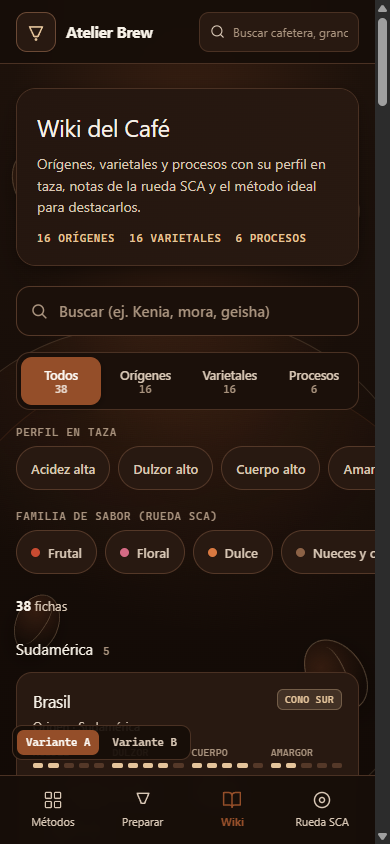 Atelier Brew
Buscar cafetera, granc
Wiki del Café
Orígenes, varietales y procesos con su perfil en
taza, notas de la rueda SCA y el método ideal
para destacarlos.
16 ORÍGENES 16 VARIETALES 6 PROCESOS
Buscar (ej. Kenia, mora, geisha)
Todos Orígenes Varietales Procesos
38 16 16 6
PERFIL EN TAZA
Acidez alta Dulzor alto Cuerpo alto Amar
FAMILIA DE SABOR (RUEDA SCA)
Frutal Floral Dulce Nueces y c
38 fichas
Sudamérica 5
Brasil CONO SUR
Variante A Variante B CUERPO AMARGOR
Métodos Preparar Wiki Rueda SCA